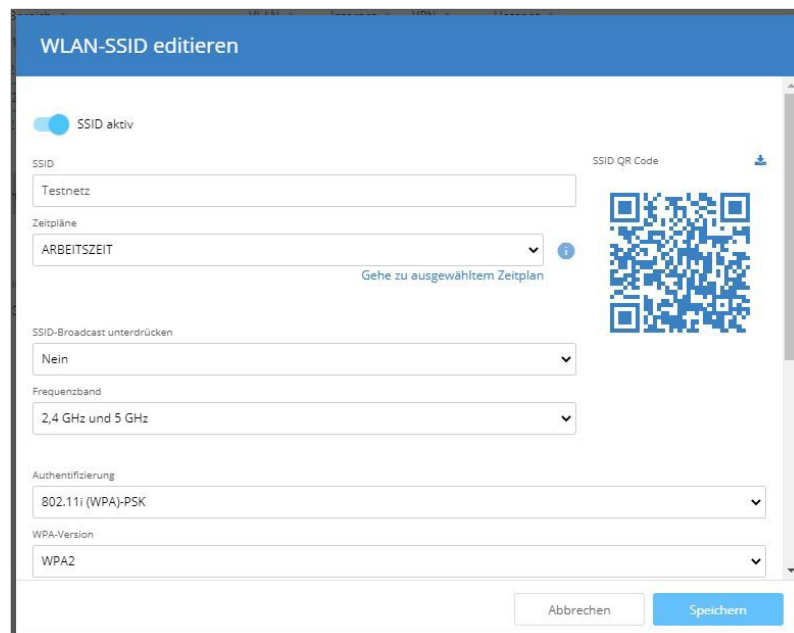 WLAN-SSID editieren
SSID aktiv
SSID
Testnetz
Zeitpläne
ARBEITSZEIT
Gehe zu ausgewähltem Zeitplan
SSID QR Code
SSID-Broadcast unterdrücken
Nein
Frequenzband
2,4 GHz und 5 GHz
Authentifizierung
802.11i (WPA)-PSK
WPA-Version
WPA2
Abbrechen
Speichern